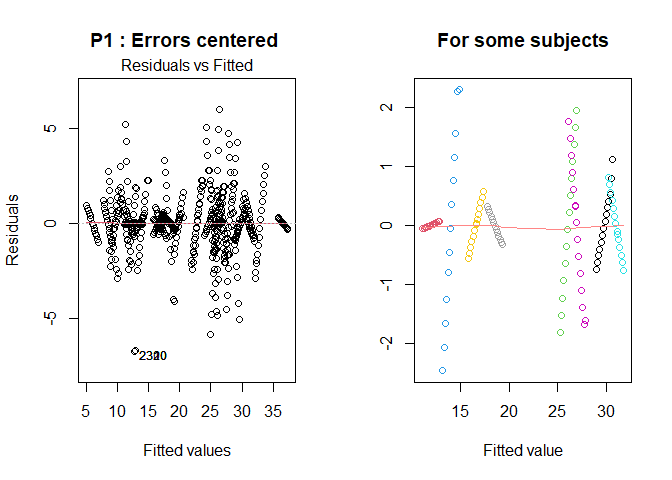 P1 : Errors centered
Residuals vs Fitted
Residuals
5
0
-5
5 10 15 20 25 30 35
Fitted values
For some subjects
2
1
0
-1
-2
15 20 25 30
Fitted value